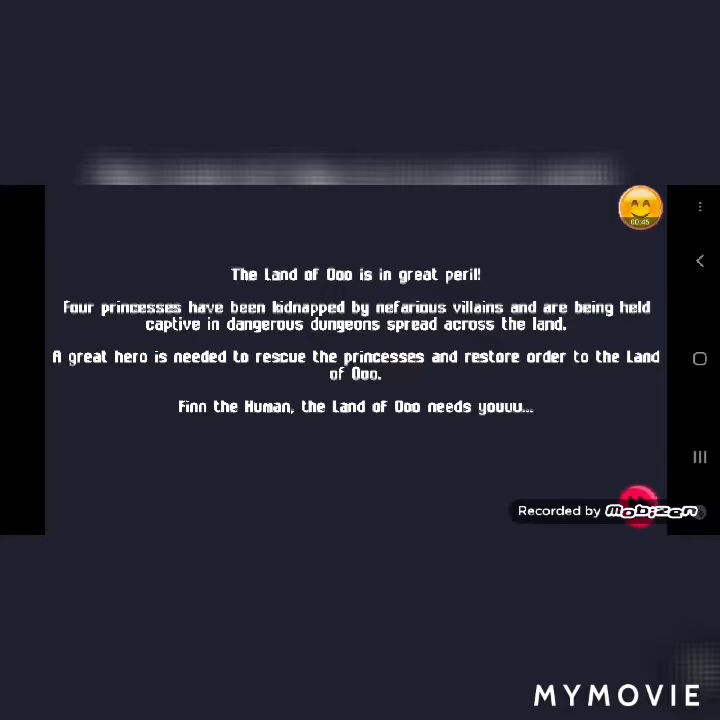 00:45
The Land of Ooo is in great peril!
Four princesses have been kidnapped by nefarious villains and are being held
captive in dangerous dungeons spread across the land.
A great hero is needed to rescue the princesses and restore order to the Land
of Ooo.
Finn the Human, the Land of Ooo needs youuu...
Recorded by mobizen
MYMOVIE